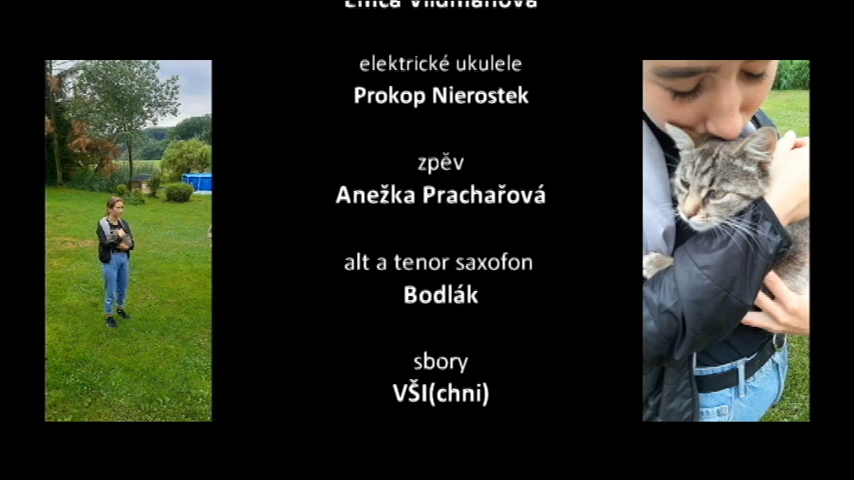 elektrické ukulele
Prokop Nierostek
zpěv
Anežka Prachařová
alt a tenor saxofon
Bodlák
sbory
VŠI(chni)